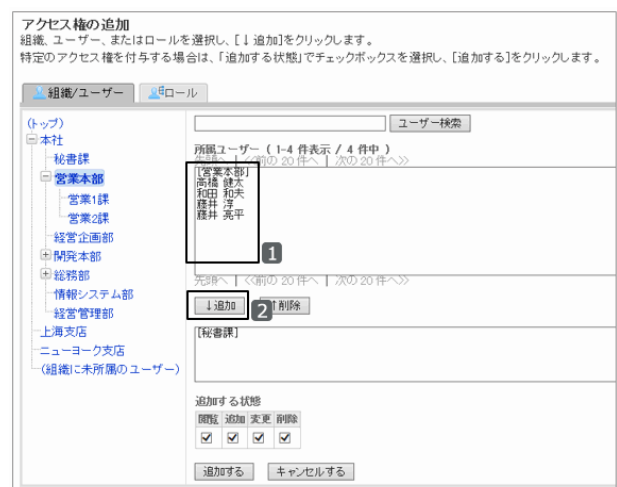 アクセス権の追加
組織、ユーザー、またはロールを選択し、[↓追加]をクリックします。
特定のアクセス権を付与する場合は、「追加する状態」でチェックボックスを選択し、[追加する]をクリックします。
組織/ユーザー ロール
(トップ)
本社
秘書課
営業本部
営業1課
営業2課
経営企画部
開発本部
総務部
情報システム部
経営管理部
上海支店
ニューヨーク支店
(組織に未所属のユーザー)
ユーザー検索
所属ユーザー ( 1-4 件表示 / 4 件中 )
先頭へ | <<前の 20 件へ | 次の 20 件へ>>
[営業本部]
高橋 健太
和田 和夫
藤井 淳
藤井 亮平
1
先頭へ | <<前の 20 件へ | 次の 20 件へ>>
↓追加 2 ↑削除
[秘書課]
追加する状態
閲覧 追加 変更 削除
追加する キャンセルする